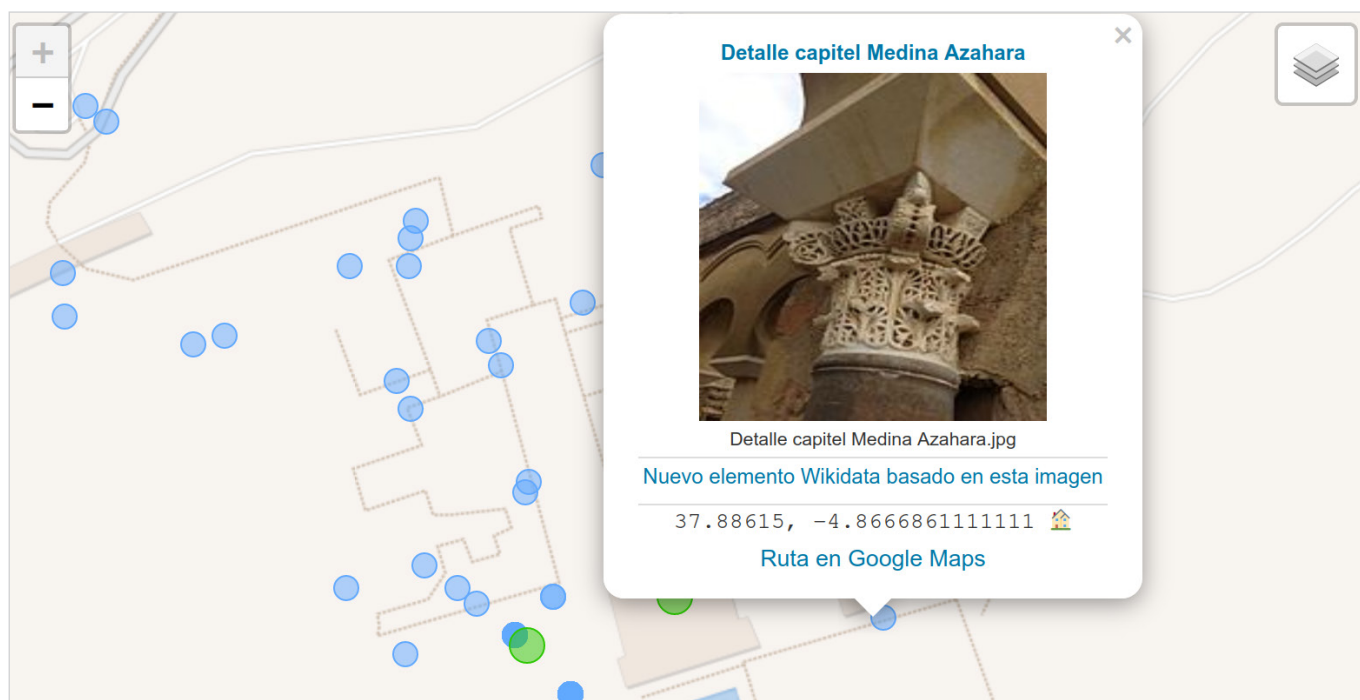 +
−
×
Detalle capitel Medina Azahara
Detalle capitel Medina Azahara.jpg
Nuevo elemento Wikidata basado en esta imagen
37.88615, −4.8666861111111
Ruta en Google Maps